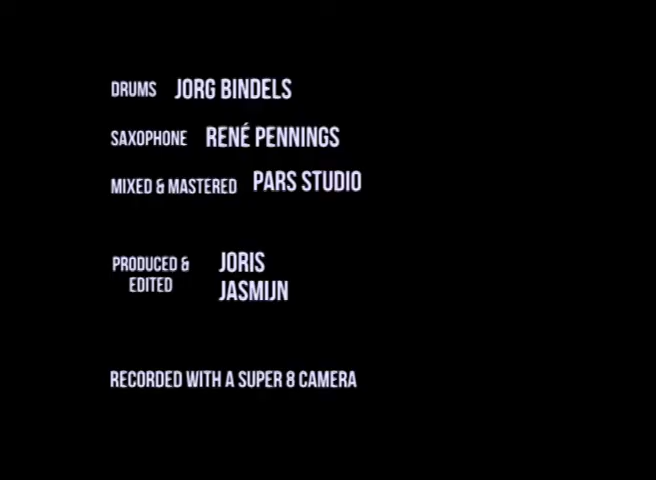 DRUMS JORG BINDELS
SAXOPHONE RENÉ PENNINGS
MIXED & MASTERED PARS STUDIO
PRODUCED & JORIS
EDITED JASMIJN
RECORDED WITH A SUPER 8 CAMERA